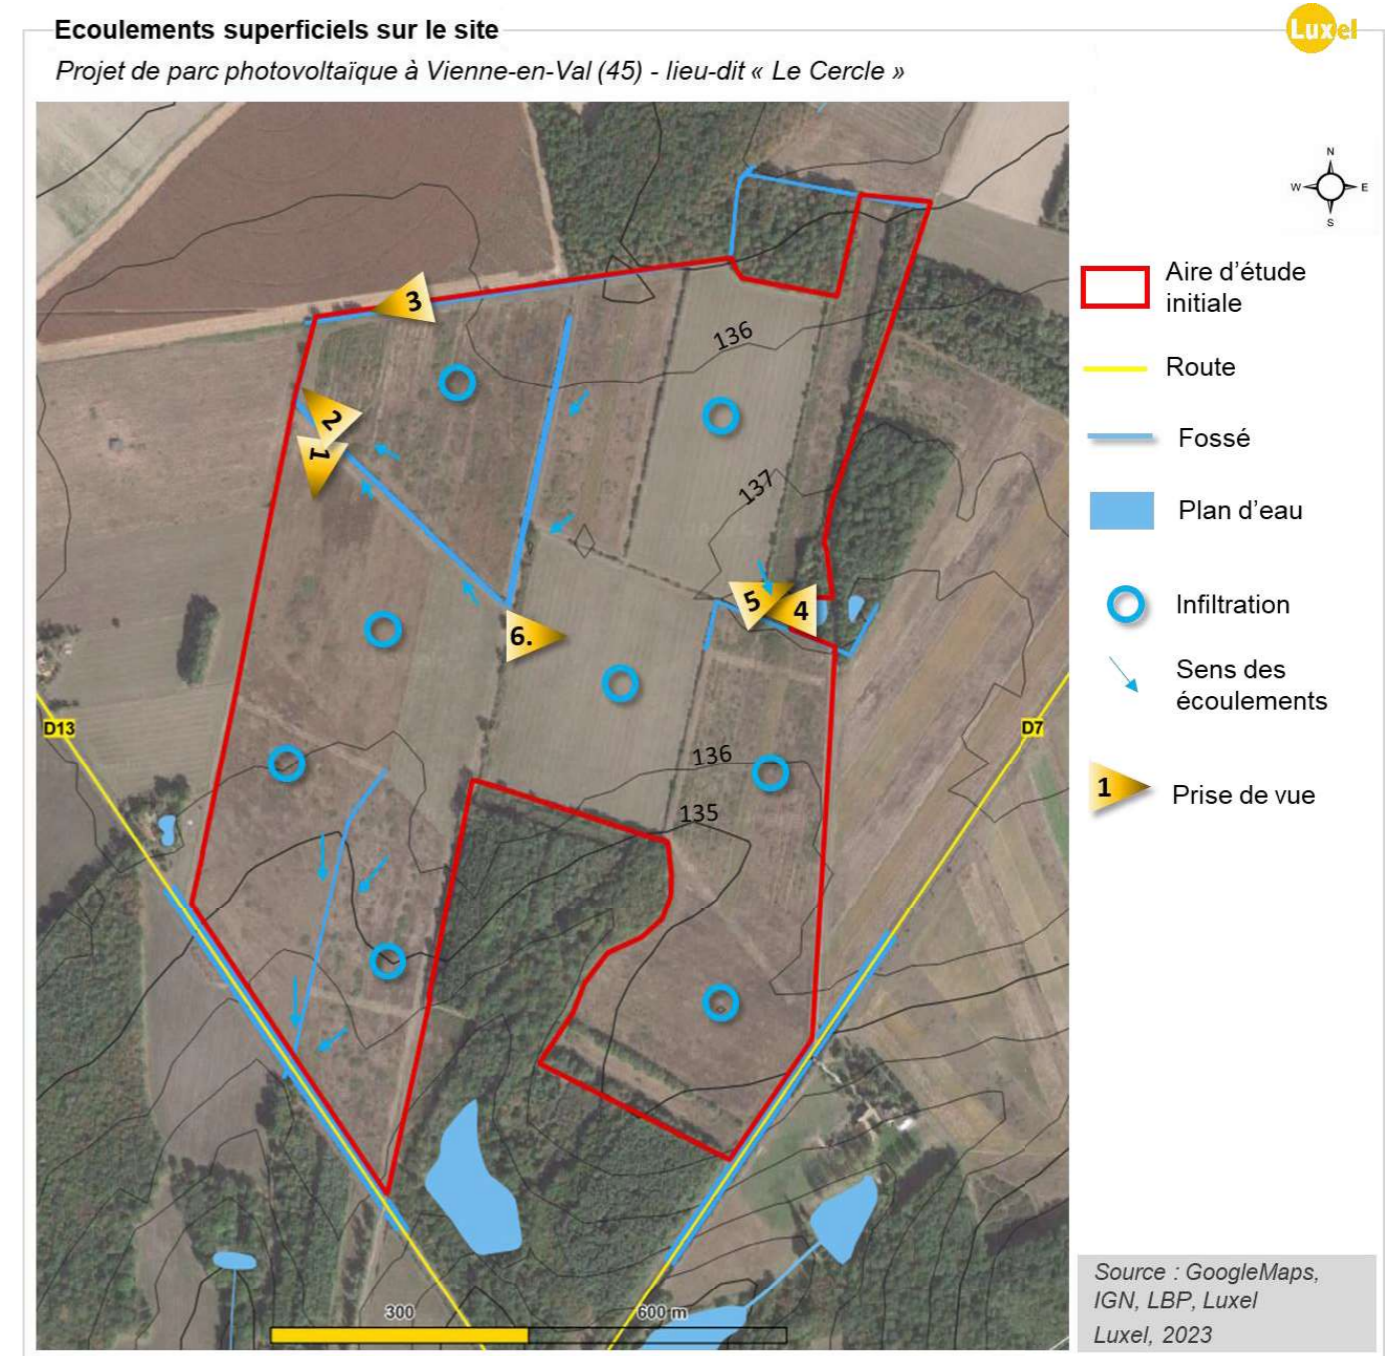 Ecoulements superficiels sur le site
Luxel
Projet de parc photovoltaïque à Vienne-en-Val (45) - lieu-dit « Le Cercle »
N
W E
S
Aire d’étude
initiale
Route
Fossé
Plan d’eau
Infiltration
Sens des
écoulements
1 Prise de vue
3
136
2
1
137
5
4
6.
D13
D7
136
135
300
600 m
Source : GoogleMaps,
IGN, LBP, Luxel
Luxel, 2023